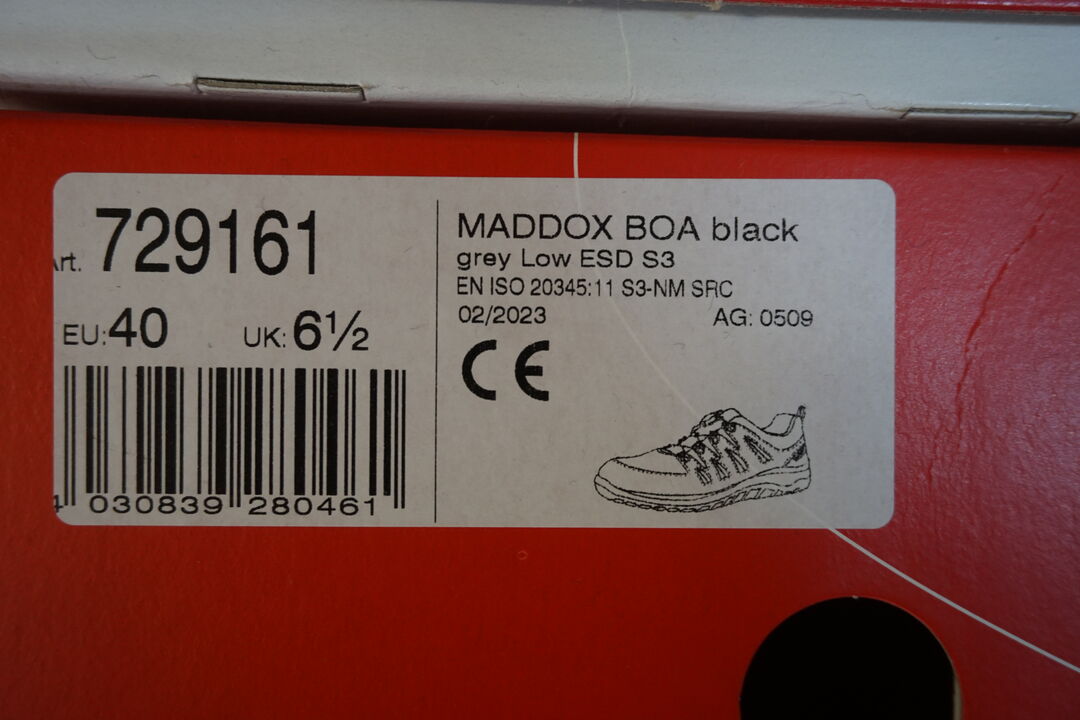 Art. 729161
EU: 40 UK: 6½
4 030839 280461
MADDOX BOA black
grey Low ESD S3
EN ISO 20345:11 S3-NM SRC
02/2023 AG: 0509
CE